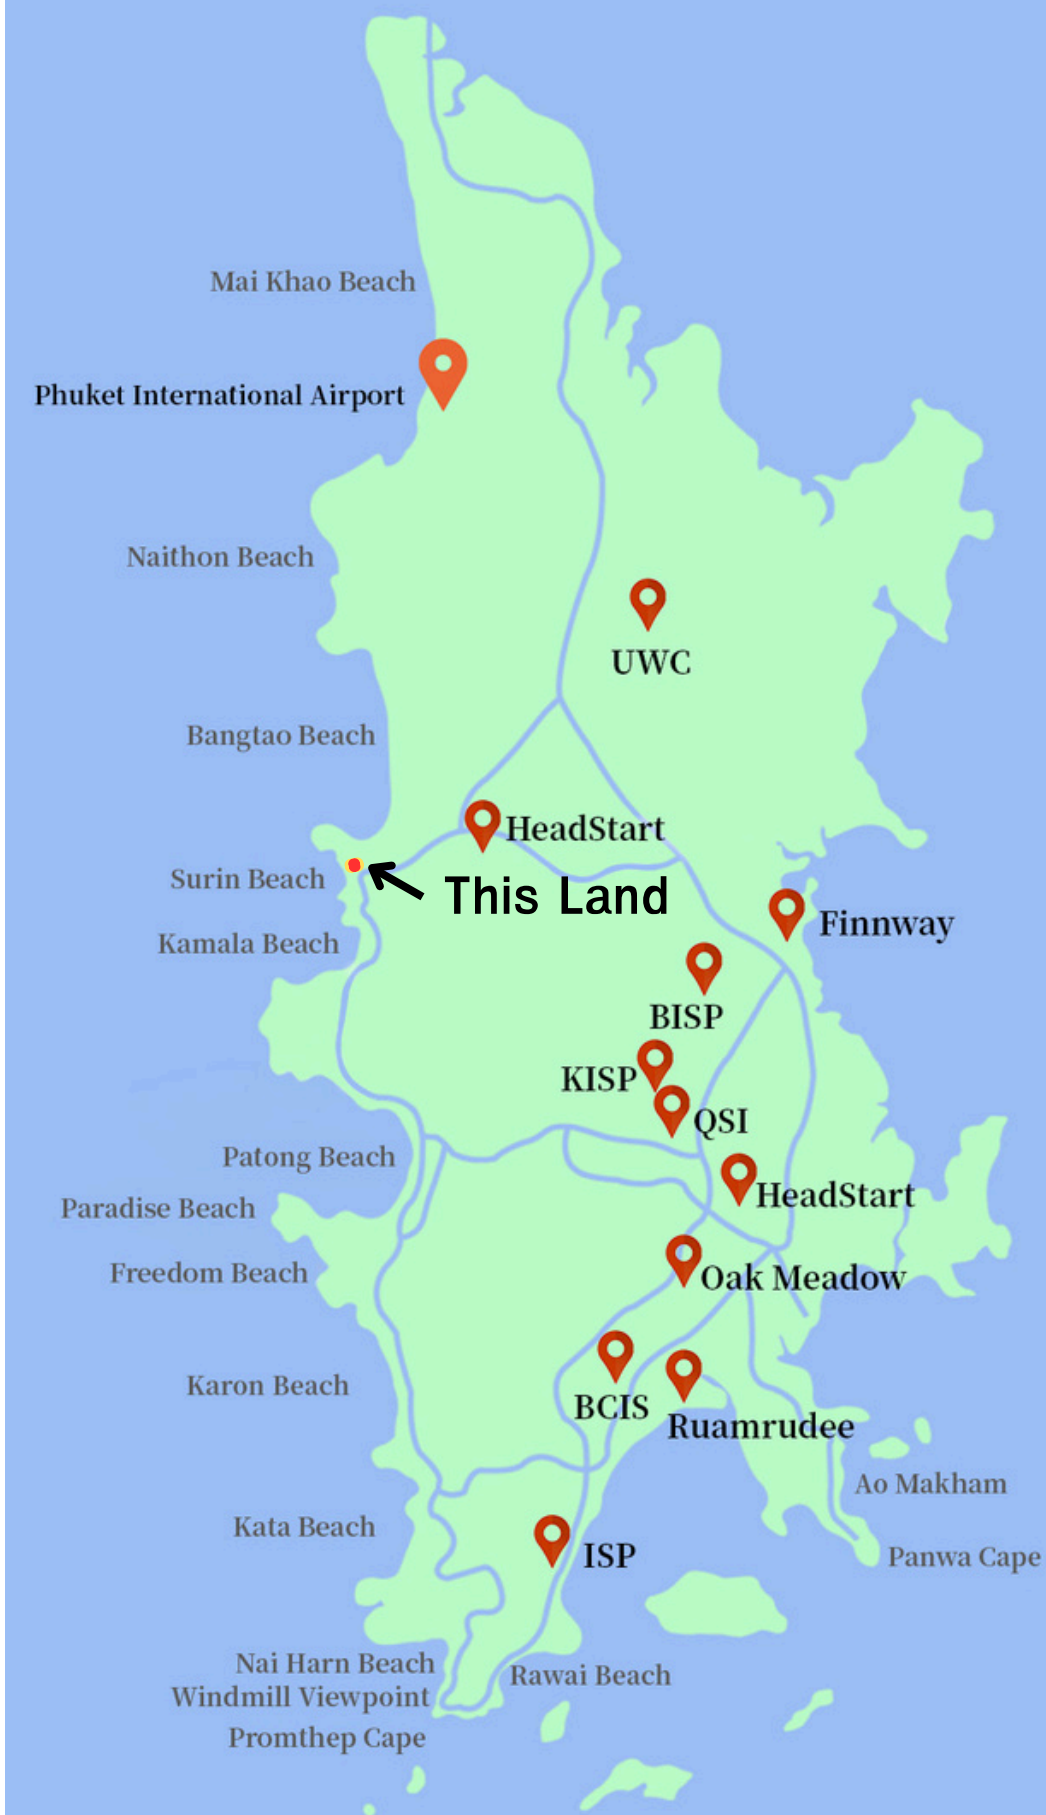 Mai Khao Beach
Phuket International Airport
Naithon Beach
UWC
Bangtao Beach
HeadStart
Surin Beach
This Land
Finnway
Kamala Beach
BISP
KISP
QSI
Patong Beach
HeadStart
Paradise Beach
Freedom Beach
Oak Meadow
Karon Beach
BCIS
Ruamrudee
Ao Makham
Kata Beach
ISP
Panwa Cape
Nai Harn Beach
Rawai Beach
Windmill Viewpoint
Promthep Cape